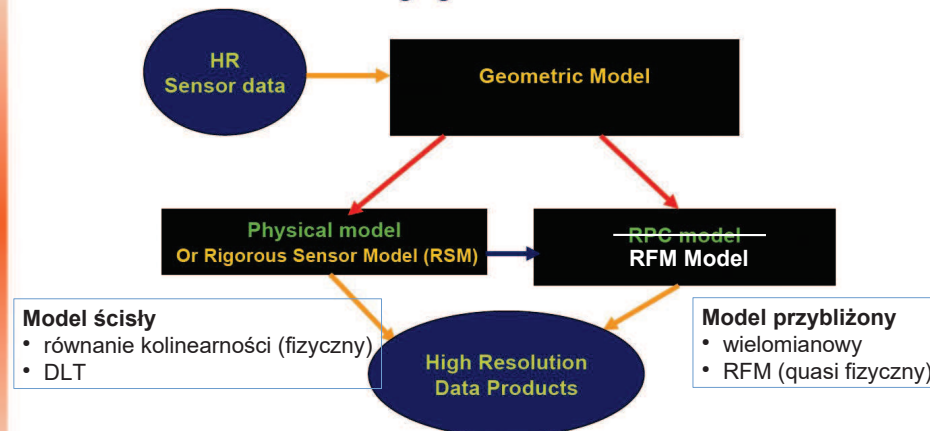 HR
Sensor data
Geometric Model
Physical model
Or Rigorous Sensor Model (RSM)
RPC model
RFM Model
Model ścisły
• równanie kolinearności (fizyczny)
• DLT
Model przybliżony
• wielomianowy
• RFM (quasi fizyczny)
High Resolution
Data Products